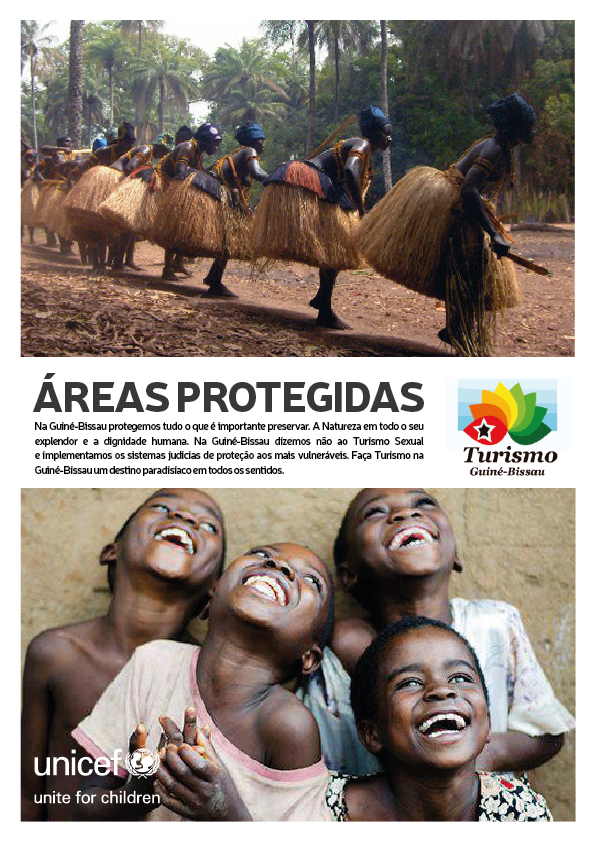 ÁREAS PROTEGIDAS
Na Guiné-Bissau protegemos tudo o que é importante preservar. A Natureza em todo o seu
explendor e a dignidade humana. Na Guiné-Bissau dizemos não ao Turismo Sexual
e implementamos os sistemas judicias de proteção aos mais vulneráveis. Faça Turismo na
Guiné-Bissau um destino paradisíaco em todos os sentidos.
Turismo
Guiné-Bissau
unicef
unite for children